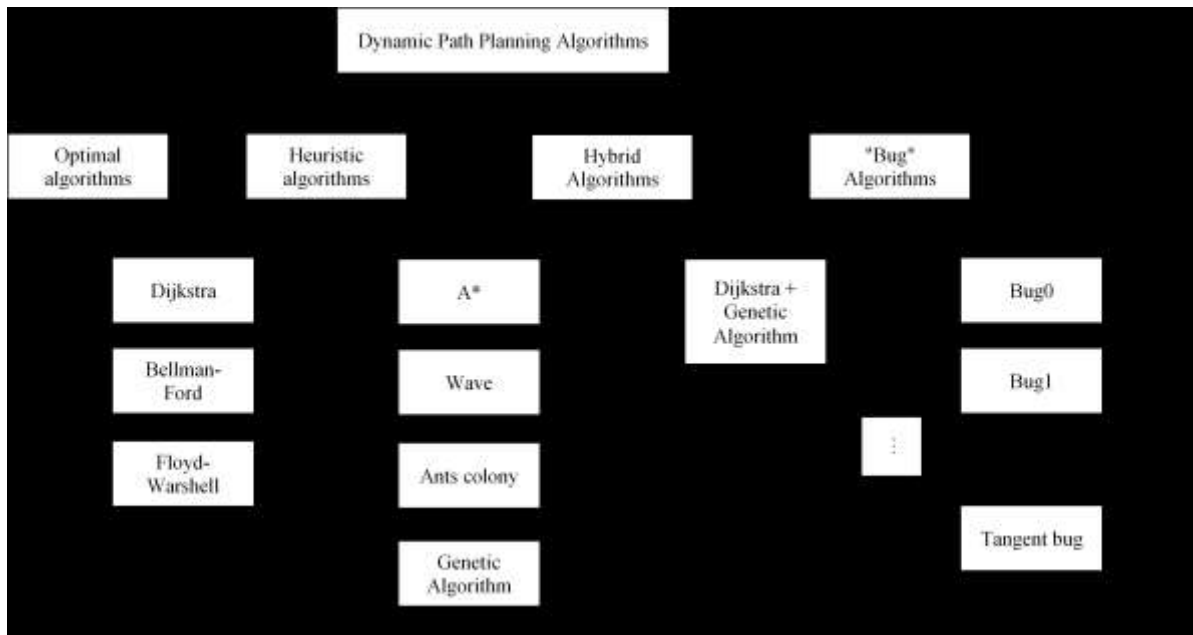 Dynamic Path Planning Algorithms
Optimal
algorithms
Heuristic
algorithms
Hybrid
Algorithms
"Bug"
Algorithms
Dijkstra
Bellman-
Ford
Floyd-
Warshell
A*
Wave
Ants colony
Genetic
Algorithm
Dijkstra +
Genetic
Algorithm
Bug0
Bug1
⋮
Tangent bug